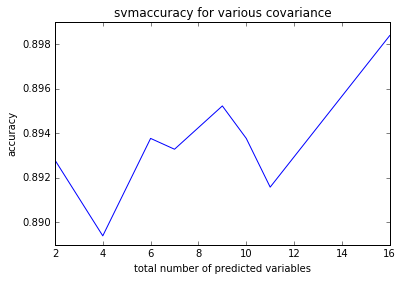 svmaccuracy for various covariance
0.898
0.896
0.894
0.892
0.890
accuracy
2 4 6 8 10 12 14 16
total number of predicted variables